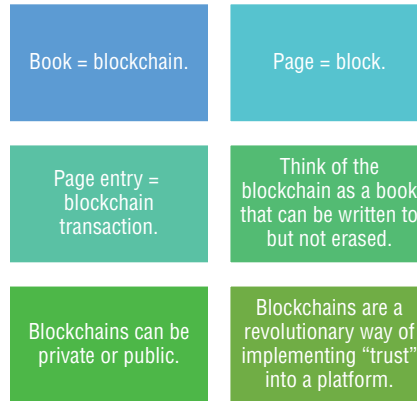 Book = blockchain.
Page = block.
Page entry =
blockchain
transaction.
Think of the
blockchain as a book
that can be written to
but not erased.
Blockchains can be
private or public.
Blockchains are a
revolutionary way of
implementing “trust”
into a platform.